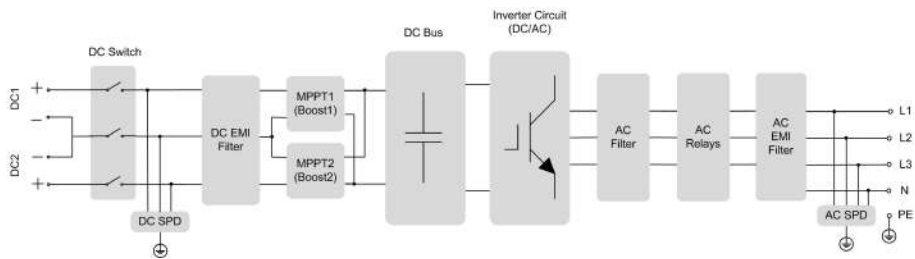 Inverter Circuit
(DC/AC)
DC Bus
DC Switch
DC1
+
−
DC2
−
+
DC SPD
DC EMI
Filter
MPPT1
(Boost1)
MPPT2
(Boost2)
AC
Filter
AC
Relays
AC
EMI
Filter
L1
L2
L3
N
AC SPD
PE